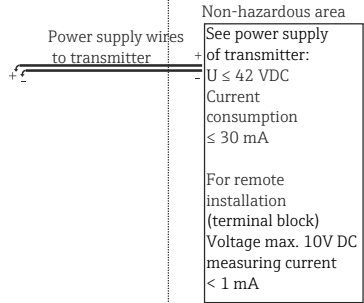 Non-hazardous area
Power supply wires
to transmitter
+
-
+
-
See power supply
of transmitter:
U ≤ 42 VDC
Current
consumption
≤ 30 mA
For remote
installation
(terminal block)
Voltage max. 10V DC
measuring current
< 1 mA